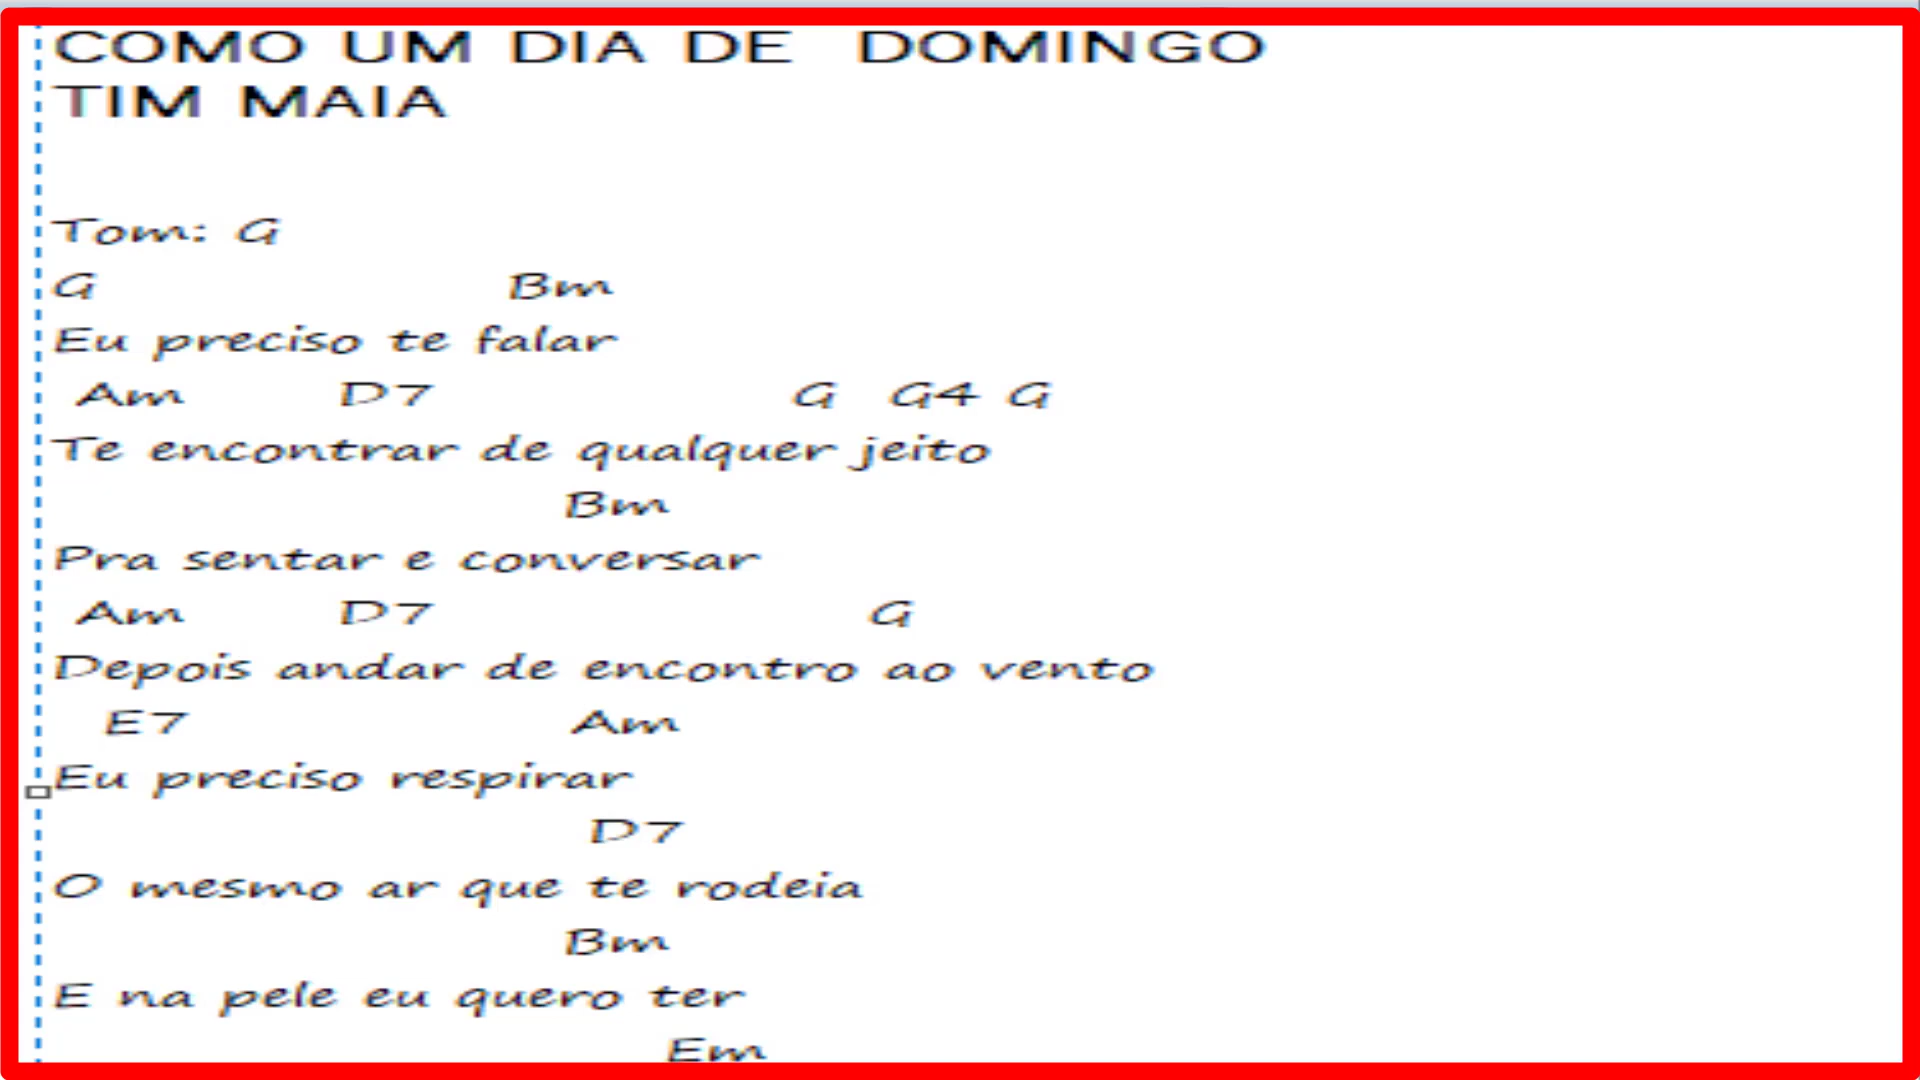 COMO UM DIA DE DOMINGO
TIM MAIA
Tom: G
G Bm
Eu preciso te falar
Am D7 G G4 G
Te encontrar de qualquer jeito
Bm
Pra sentar e conversar
Am D7 G
Depois andar de encontro ao vento
E7 Am
Eu preciso respirar
D7
O mesmo ar que te rodeia
Bm
E na pele eu quero ter
Em